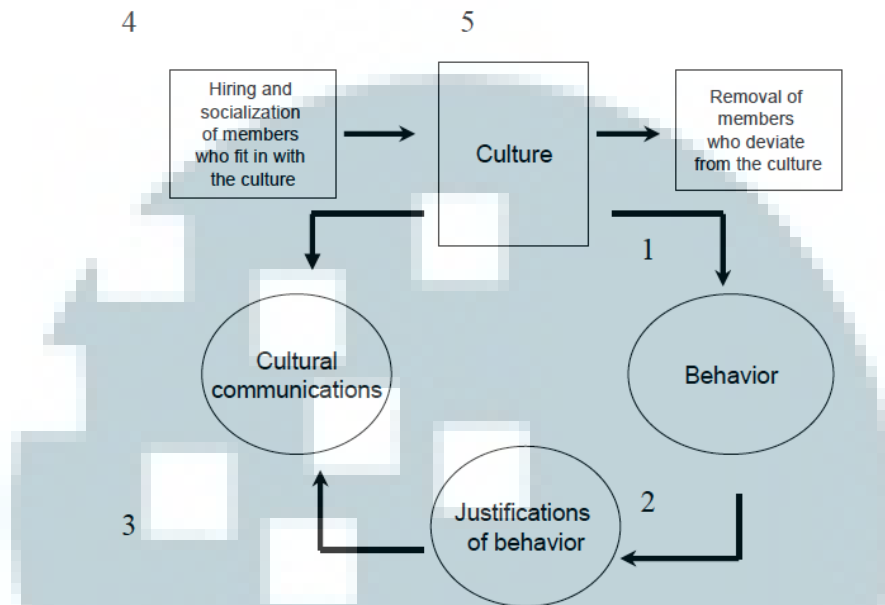 4
5
Hiring and
socialization
of members
who fit in with
the culture
Culture
Removal of
members
who deviate
from the culture
1
Cultural
communications
Behavior
3
Justifications
of behavior
2